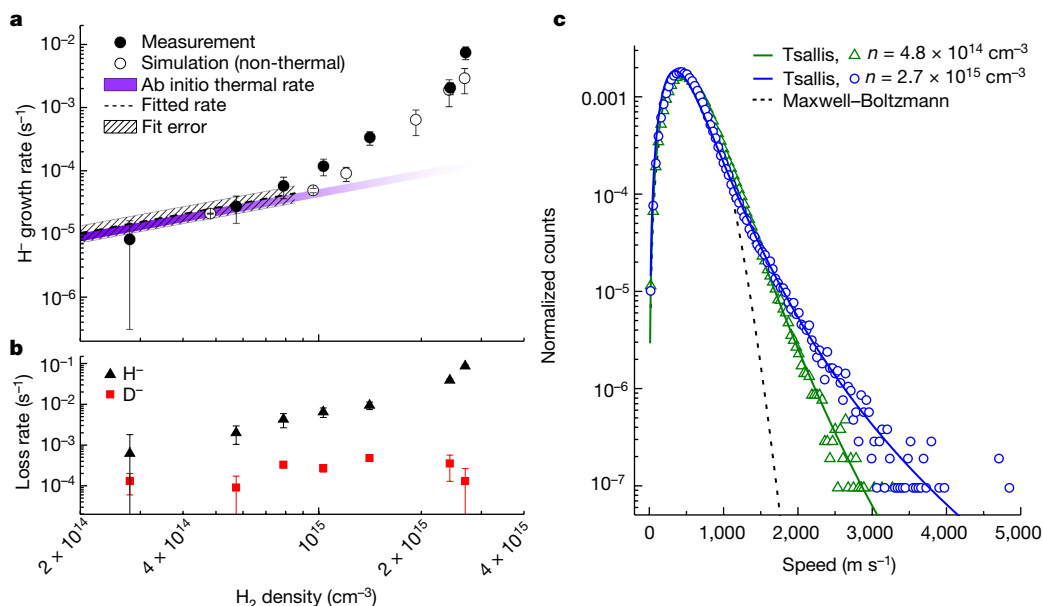 a
Measurement
Simulation (non-thermal)
Ab initio thermal rate
Fitted rate
Fit error
H⁻ growth rate (s⁻¹)
10⁻²
10⁻³
10⁻⁴
10⁻⁵
10⁻⁶
b
H⁻
D⁻
Loss rate (s⁻¹)
10⁻¹
10⁻²
10⁻³
10⁻⁴
2 × 10¹⁴
4 × 10¹⁴
10¹⁵
2 × 10¹⁵
4 × 10¹⁵
H₂ density (cm⁻³)
c
Tsallis, n = 4.8 × 10¹⁴ cm⁻³
Tsallis, n = 2.7 × 10¹⁵ cm⁻³
Maxwell–Boltzmann
Normalized counts
0.001
10⁻⁴
10⁻⁵
10⁻⁶
10⁻⁷
0 1,000 2,000 3,000 4,000 5,000
Speed (m s⁻¹)